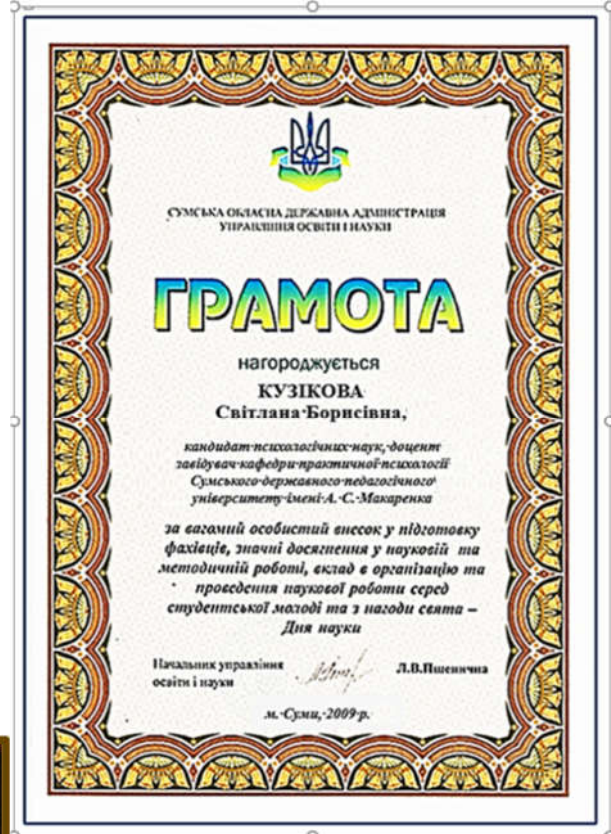 СУМСЬКА ОБЛАСНА ДЕРЖАВНА АДМІНІСТРАЦІЯ
УПРАВЛІННЯ ОСВІТИ І НАУКИ
ГРАМОТА
нагороджується
КУЗІКОВА
Світлана·Борисівна,
кандидат·психологічних·наук,·доцент
завідувач·кафедри·практичної·психології
Сумського·державного·педагогічного
університету·імені·А.·С.·Макаренка
за вагомий особистий внесок у підготовку
фахівців, значні досягнення у науковій та
методичній роботі, вклад в організацію та
проведення наукової роботи серед
студентської молоді та з нагоди свята –
Дня науки
Начальник управління
освіти і науки
Л.В.Пшенична
м.·Суми,·2009·р.